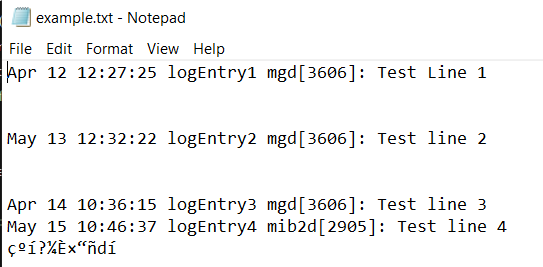 example.txt - Notepad
File Edit Format View Help
Apr 12 12:27:25 logEntry1 mgd[3606]: Test Line 1
May 13 12:32:22 logEntry2 mgd[3606]: Test line 2
Apr 14 10:36:15 logEntry3 mgd[3606]: Test line 3
May 15 10:46:37 logEntry4 mib2d[2905]: Test line 4
çºí?¼È×“ñdí